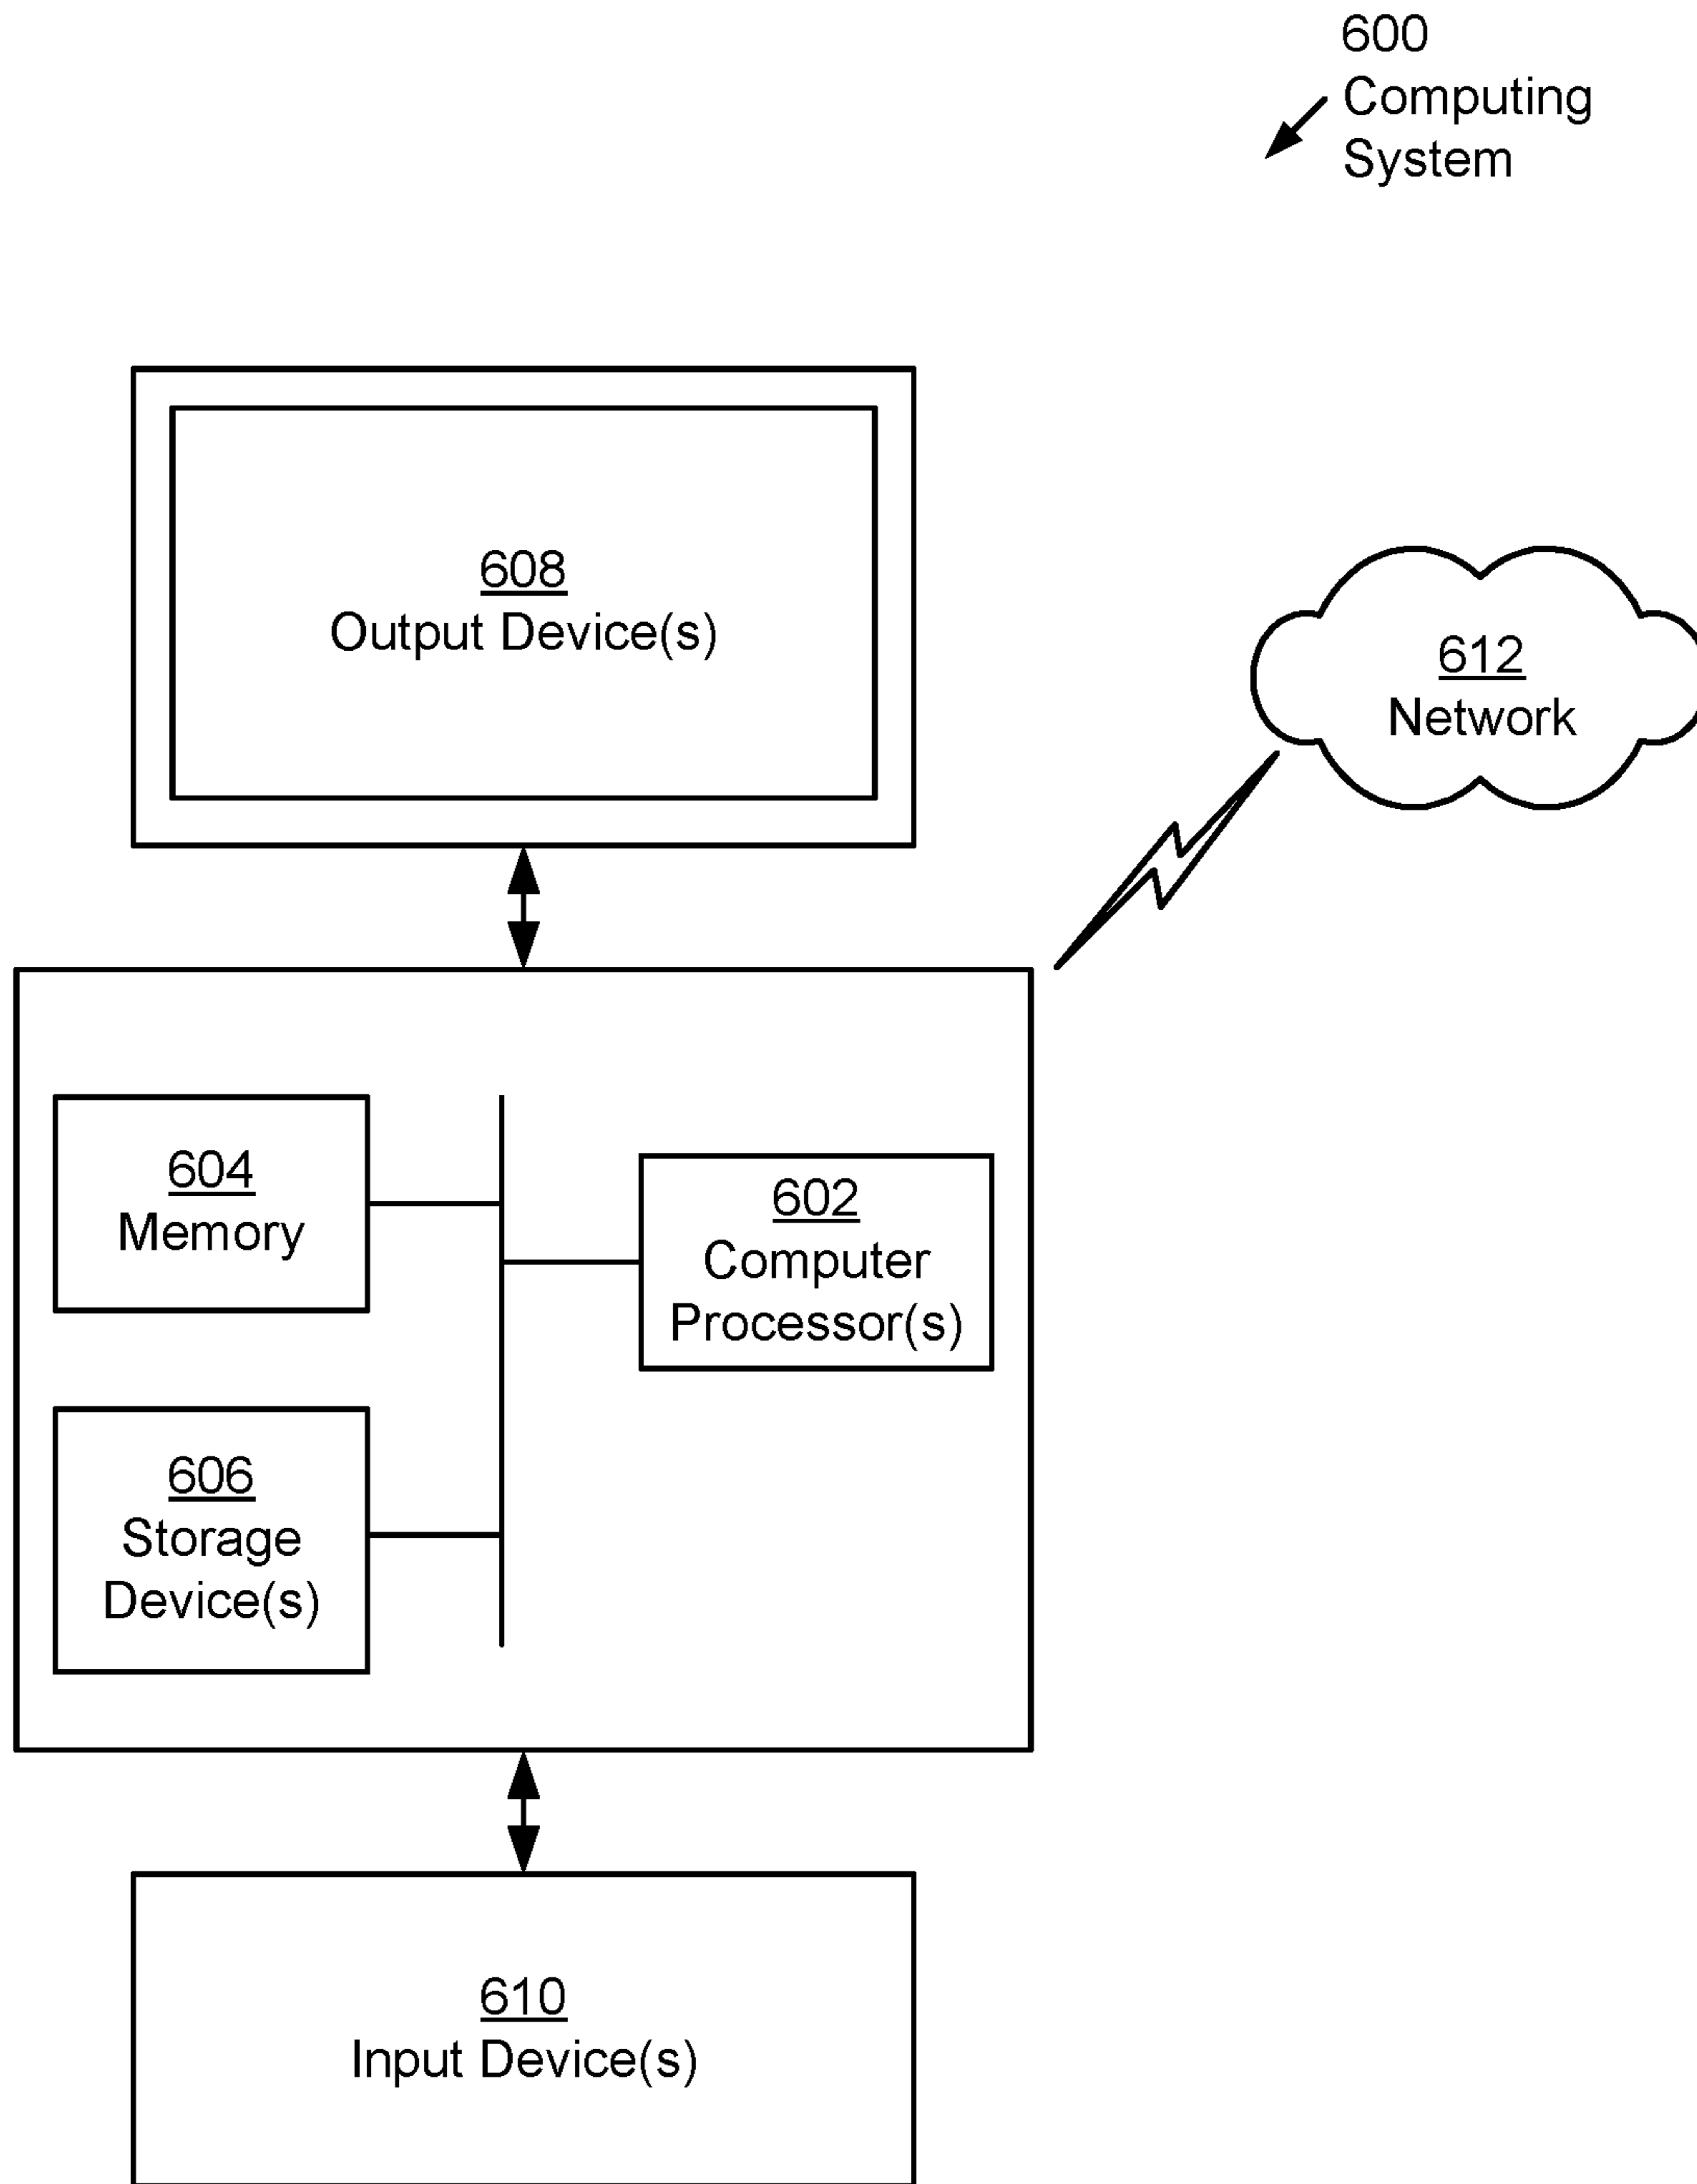 600
Computing
System
608
Output Device(s)
612
Network
604
Memory
602
Computer
Processor(s)
606
Storage
Device(s)
610
Input Device(s)